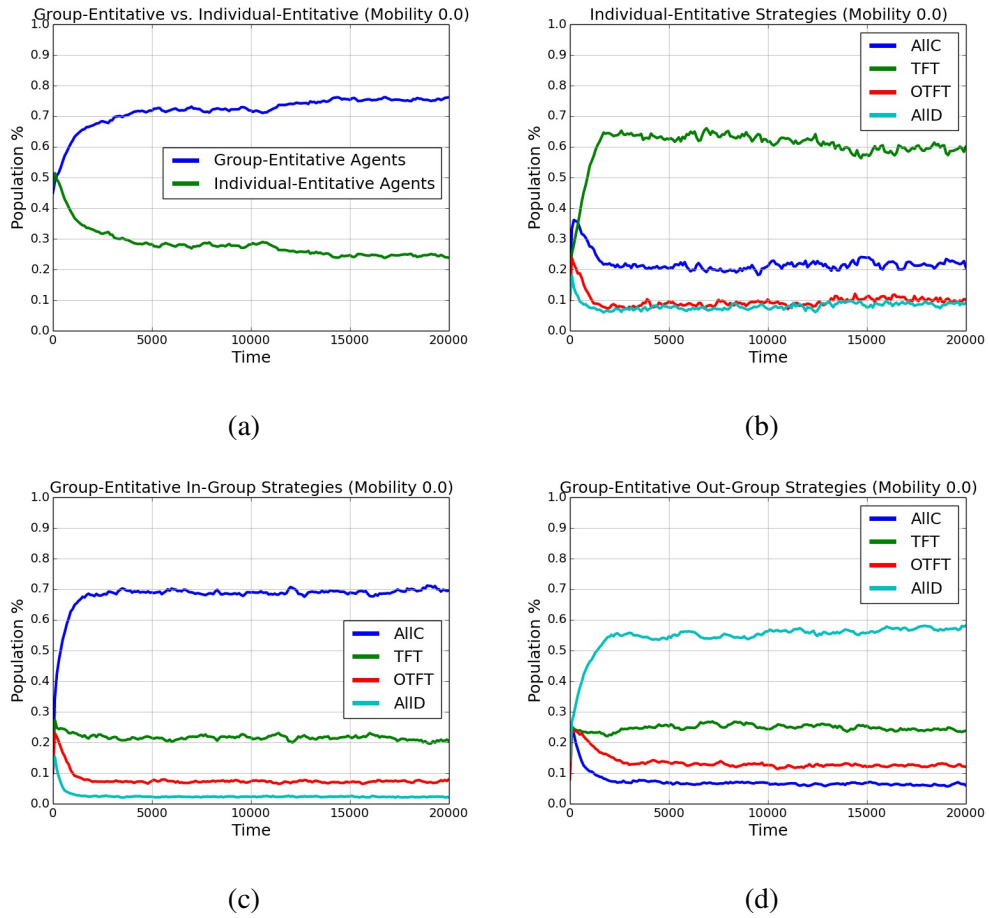 Group-Entitative vs. Individual-Entitative (Mobility 0.0)
1.0
0.9
0.8
0.7
0.6
0.5
0.4
0.3
0.2
0.1
0.0
Population %
Group-Entitative Agents
Individual-Entitative Agents
0 5000 10000 15000 20000
Time
(a)
Individual-Entitative Strategies (Mobility 0.0)
1.0
0.9
0.8
0.7
0.6
0.5
0.4
0.3
0.2
0.1
0.0
Population %
AllC
TFT
OTFT
AllD
0 5000 10000 15000 20000
Time
(b)
Group-Entitative In-Group Strategies (Mobility 0.0)
1.0
0.9
0.8
0.7
0.6
0.5
0.4
0.3
0.2
0.1
0.0
Population %
AllC
TFT
OTFT
AllD
0 5000 10000 15000 20000
Time
(c)
Group-Entitative Out-Group Strategies (Mobility 0.0)
1.0
0.9
0.8
0.7
0.6
0.5
0.4
0.3
0.2
0.1
0.0
Population %
AllC
TFT
OTFT
AllD
0 5000 10000 15000 20000
Time
(d)